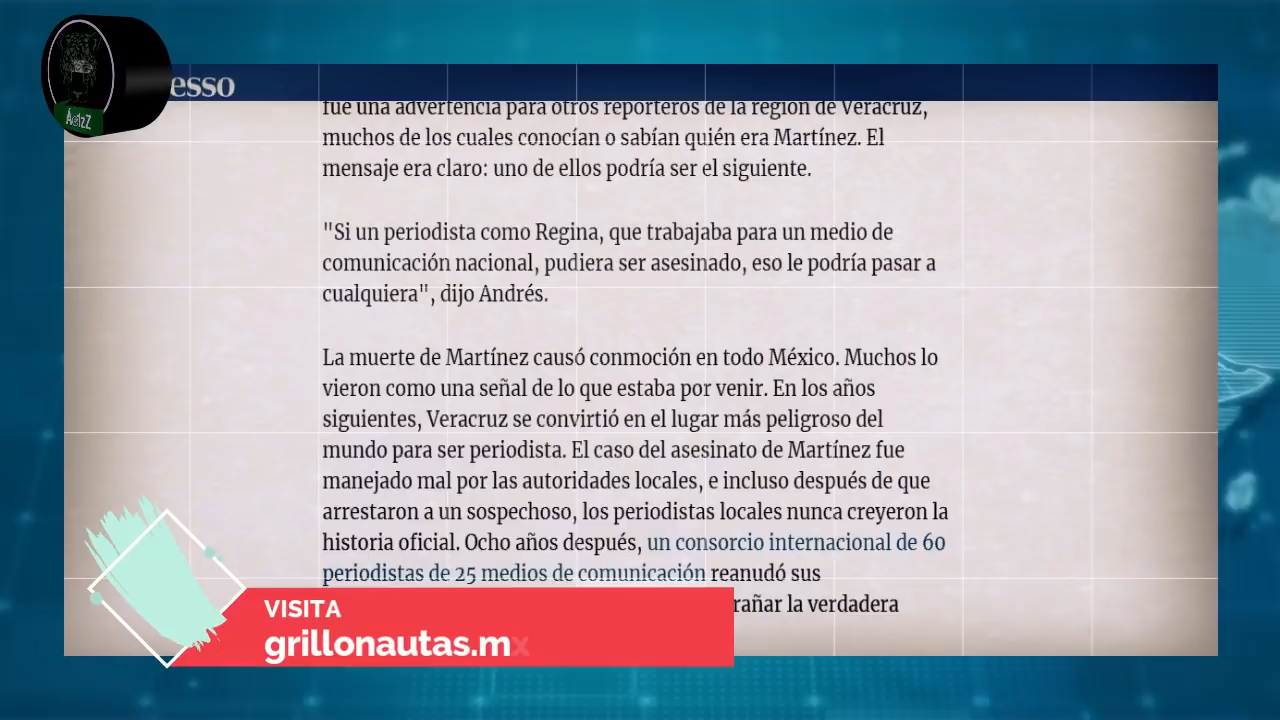 esso
AóizZ
fue una advertencia para otros reporteros de la región de Veracruz,
muchos de los cuales conocían o sabían quién era Martínez. El
mensaje era claro: uno de ellos podría ser el siguiente.
"Si un periodista como Regina, que trabajaba para un medio de
comunicación nacional, pudiera ser asesinado, eso le podría pasar a
cualquiera", dijo Andrés.
La muerte de Martínez causó conmoción en todo México. Muchos lo
vieron como una señal de lo que estaba por venir. En los años
siguientes, Veracruz se convirtió en el lugar más peligroso del
mundo para ser periodista. El caso del asesinato de Martínez fue
manejado mal por las autoridades locales, e incluso después de que
arrestaron a un sospechoso, los periodistas locales nunca creyeron la
historia oficial. Ocho años después, un consorcio internacional de 60
periodistas de 25 medios de comunicación reanudó sus
rañar la verdadera
VISITA
grillonautas.mx